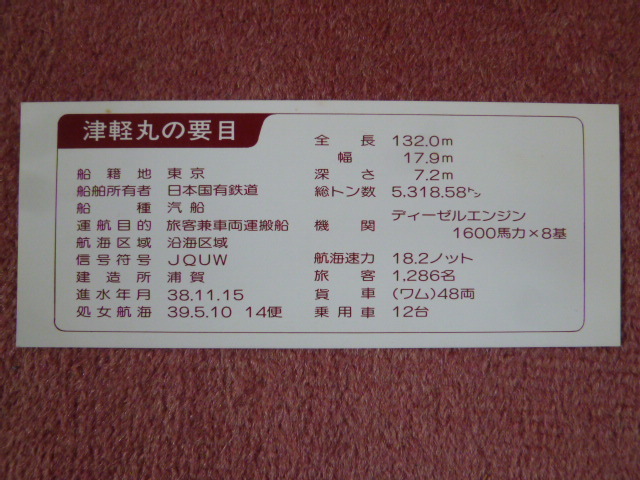 津軽丸の要目
船籍地 東京
船舶所有者 日本国有鉄道
船種 汽船
運航目的 旅客兼車両運搬船
航海区域 沿海区域
信号符号 JQUW
建造所 浦賀
進水年月 38.11.15
処女航海 39.5.10 14便
全長 132.0m
幅 17.9m
深さ 7.2m
総トン数 5,318.58㌧
機関 ディーゼルエンジン
1600馬力×8基
航海速力 18.2ノット
旅客 1,286名
貨車 (ワム)48両
乗用車 12台